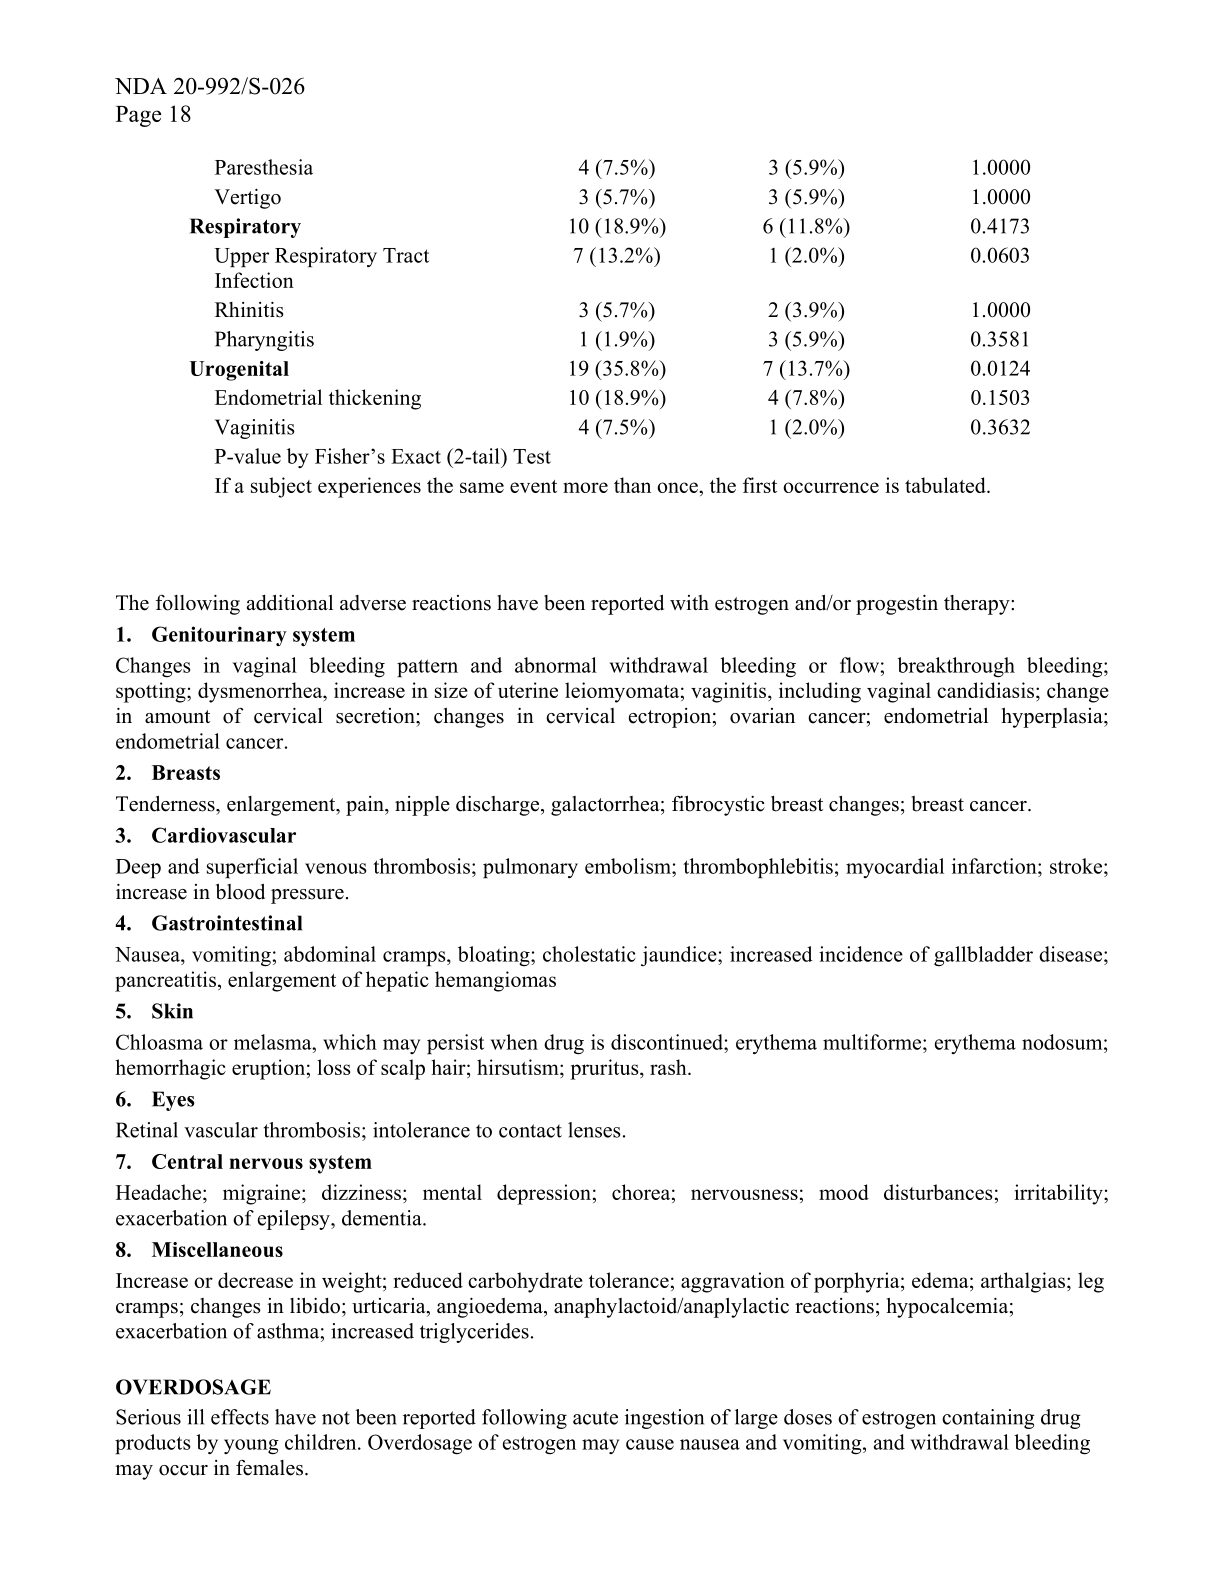 NDA 20-992/S-026
Page 18
Paresthesia 4 (7.5%) 3 (5.9%) 1.0000
Vertigo 3 (5.7%) 3 (5.9%) 1.0000
Respiratory 10 (18.9%) 6 (11.8%) 0.4173
Upper Respiratory Tract 7 (13.2%) 1 (2.0%) 0.0603
Infection
Rhinitis 3 (5.7%) 2 (3.9%) 1.0000
Pharyngitis 1 (1.9%) 3 (5.9%) 0.3581
Urogenital 19 (35.8%) 7 (13.7%) 0.0124
Endometrial thickening 10 (18.9%) 4 (7.8%) 0.1503
Vaginitis 4 (7.5%) 1 (2.0%) 0.3632
P-value by Fisher’s Exact (2-tail) Test
If a subject experiences the same event more than once, the first occurrence is tabulated.
The following additional adverse reactions have been reported with estrogen and/or progestin therapy:
1. Genitourinary system
Changes in vaginal bleeding pattern and abnormal withdrawal bleeding or flow; breakthrough bleeding;
spotting; dysmenorrhea, increase in size of uterine leiomyomata; vaginitis, including vaginal candidiasis; change
in amount of cervical secretion; changes in cervical ectropion; ovarian cancer; endometrial hyperplasia;
endometrial cancer.
2. Breasts
Tenderness, enlargement, pain, nipple discharge, galactorrhea; fibrocystic breast changes; breast cancer.
3. Cardiovascular
Deep and superficial venous thrombosis; pulmonary embolism; thrombophlebitis; myocardial infarction; stroke;
increase in blood pressure.
4. Gastrointestinal
Nausea, vomiting; abdominal cramps, bloating; cholestatic jaundice; increased incidence of gallbladder disease;
pancreatitis, enlargement of hepatic hemangiomas
5. Skin
Chloasma or melasma, which may persist when drug is discontinued; erythema multiforme; erythema nodosum;
hemorrhagic eruption; loss of scalp hair; hirsutism; pruritus, rash.
6. Eyes
Retinal vascular thrombosis; intolerance to contact lenses.
7. Central nervous system
Headache; migraine; dizziness; mental depression; chorea; nervousness; mood disturbances; irritability;
exacerbation of epilepsy, dementia.
8. Miscellaneous
Increase or decrease in weight; reduced carbohydrate tolerance; aggravation of porphyria; edema; arthalgias; leg
cramps; changes in libido; urticaria, angioedema, anaphylactoid/anaplylactic reactions; hypocalcemia;
exacerbation of asthma; increased triglycerides.
OVERDOSAGE
Serious ill effects have not been reported following acute ingestion of large doses of estrogen containing drug
products by young children. Overdosage of estrogen may cause nausea and vomiting, and withdrawal bleeding
may occur in females.